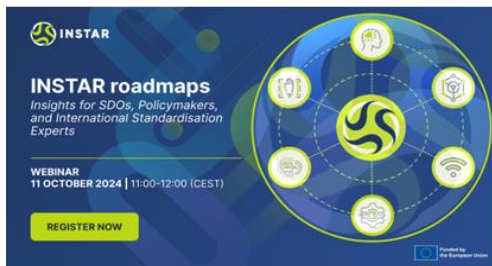 INSTAR
INSTAR roadmaps
Insights for SDOs, Policymakers,
and International Standardisation
Experts
WEBINAR
11 OCTOBER 2024 | 11:00-12:00 (CEST)
REGISTER NOW
Funded by
the European Union